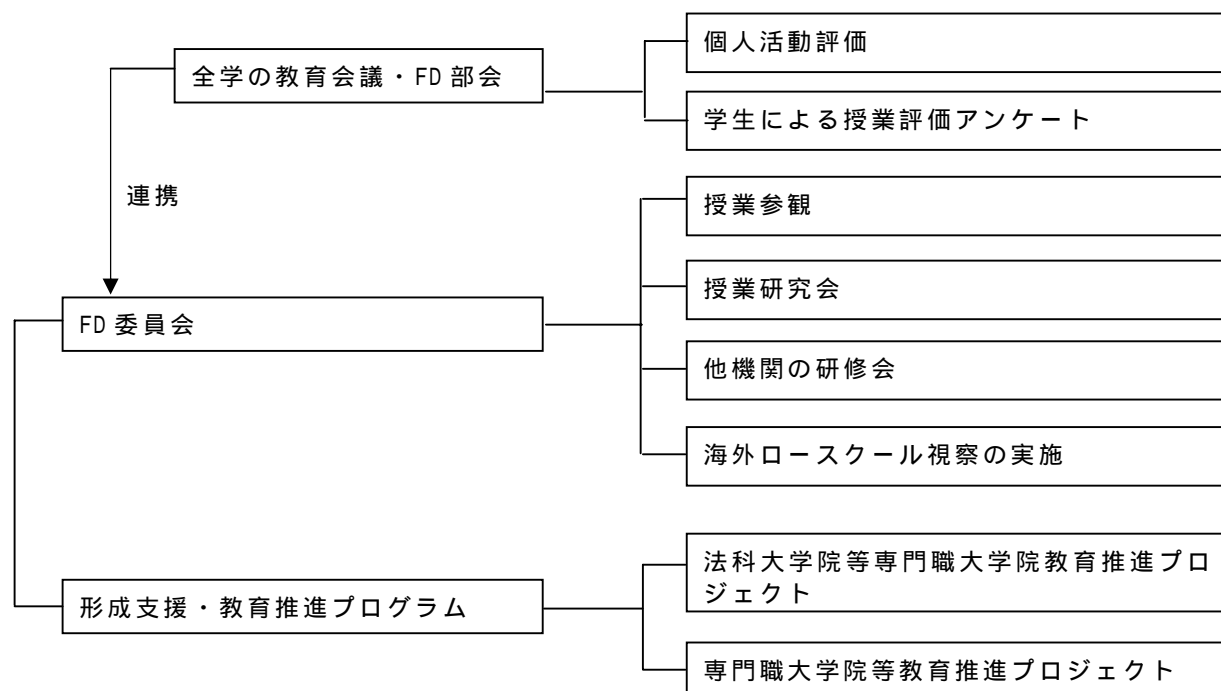 個人活動評価
全学の教育会議・FD部会
学生による授業評価アンケート
連携
授業参観
授業研究会
FD委員会
他機関の研修会
海外ロースクール視察の実施
法科大学院等専門職大学院教育推進プロ
ジェクト
形成支援・教育推進プログラム
専門職大学院等教育推進プロジェクト